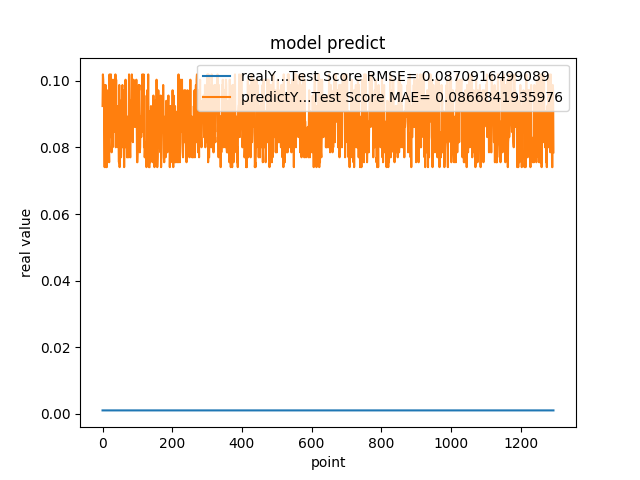 model predict
realY...Test Score RMSE= 0.0870916499089
predictY...Test Score MAE= 0.0866841935976
0.10
0.08
0.06
0.04
0.02
0.00
real value
0 200 400 600 800 1000 1200
point